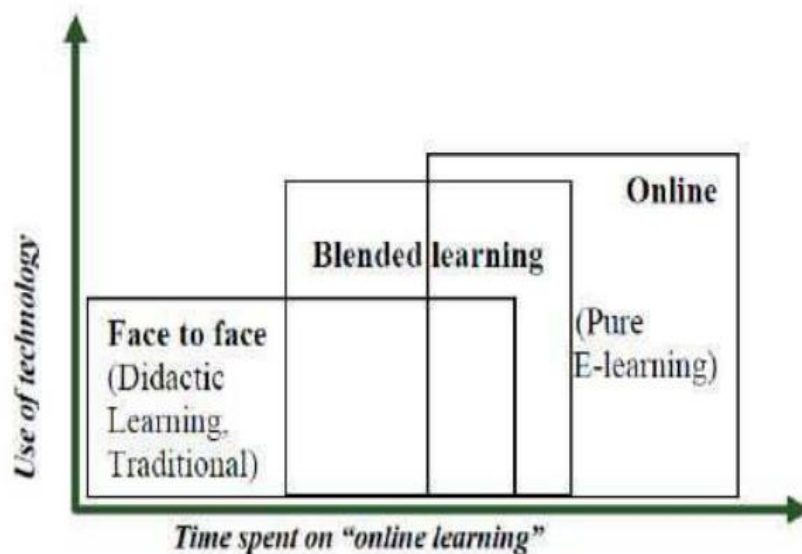 Use of technology
Online
Blended learning
Face to face
(Didactic
Learning,
Traditional)
(Pure
E-learning)
Time spent on “online learning”